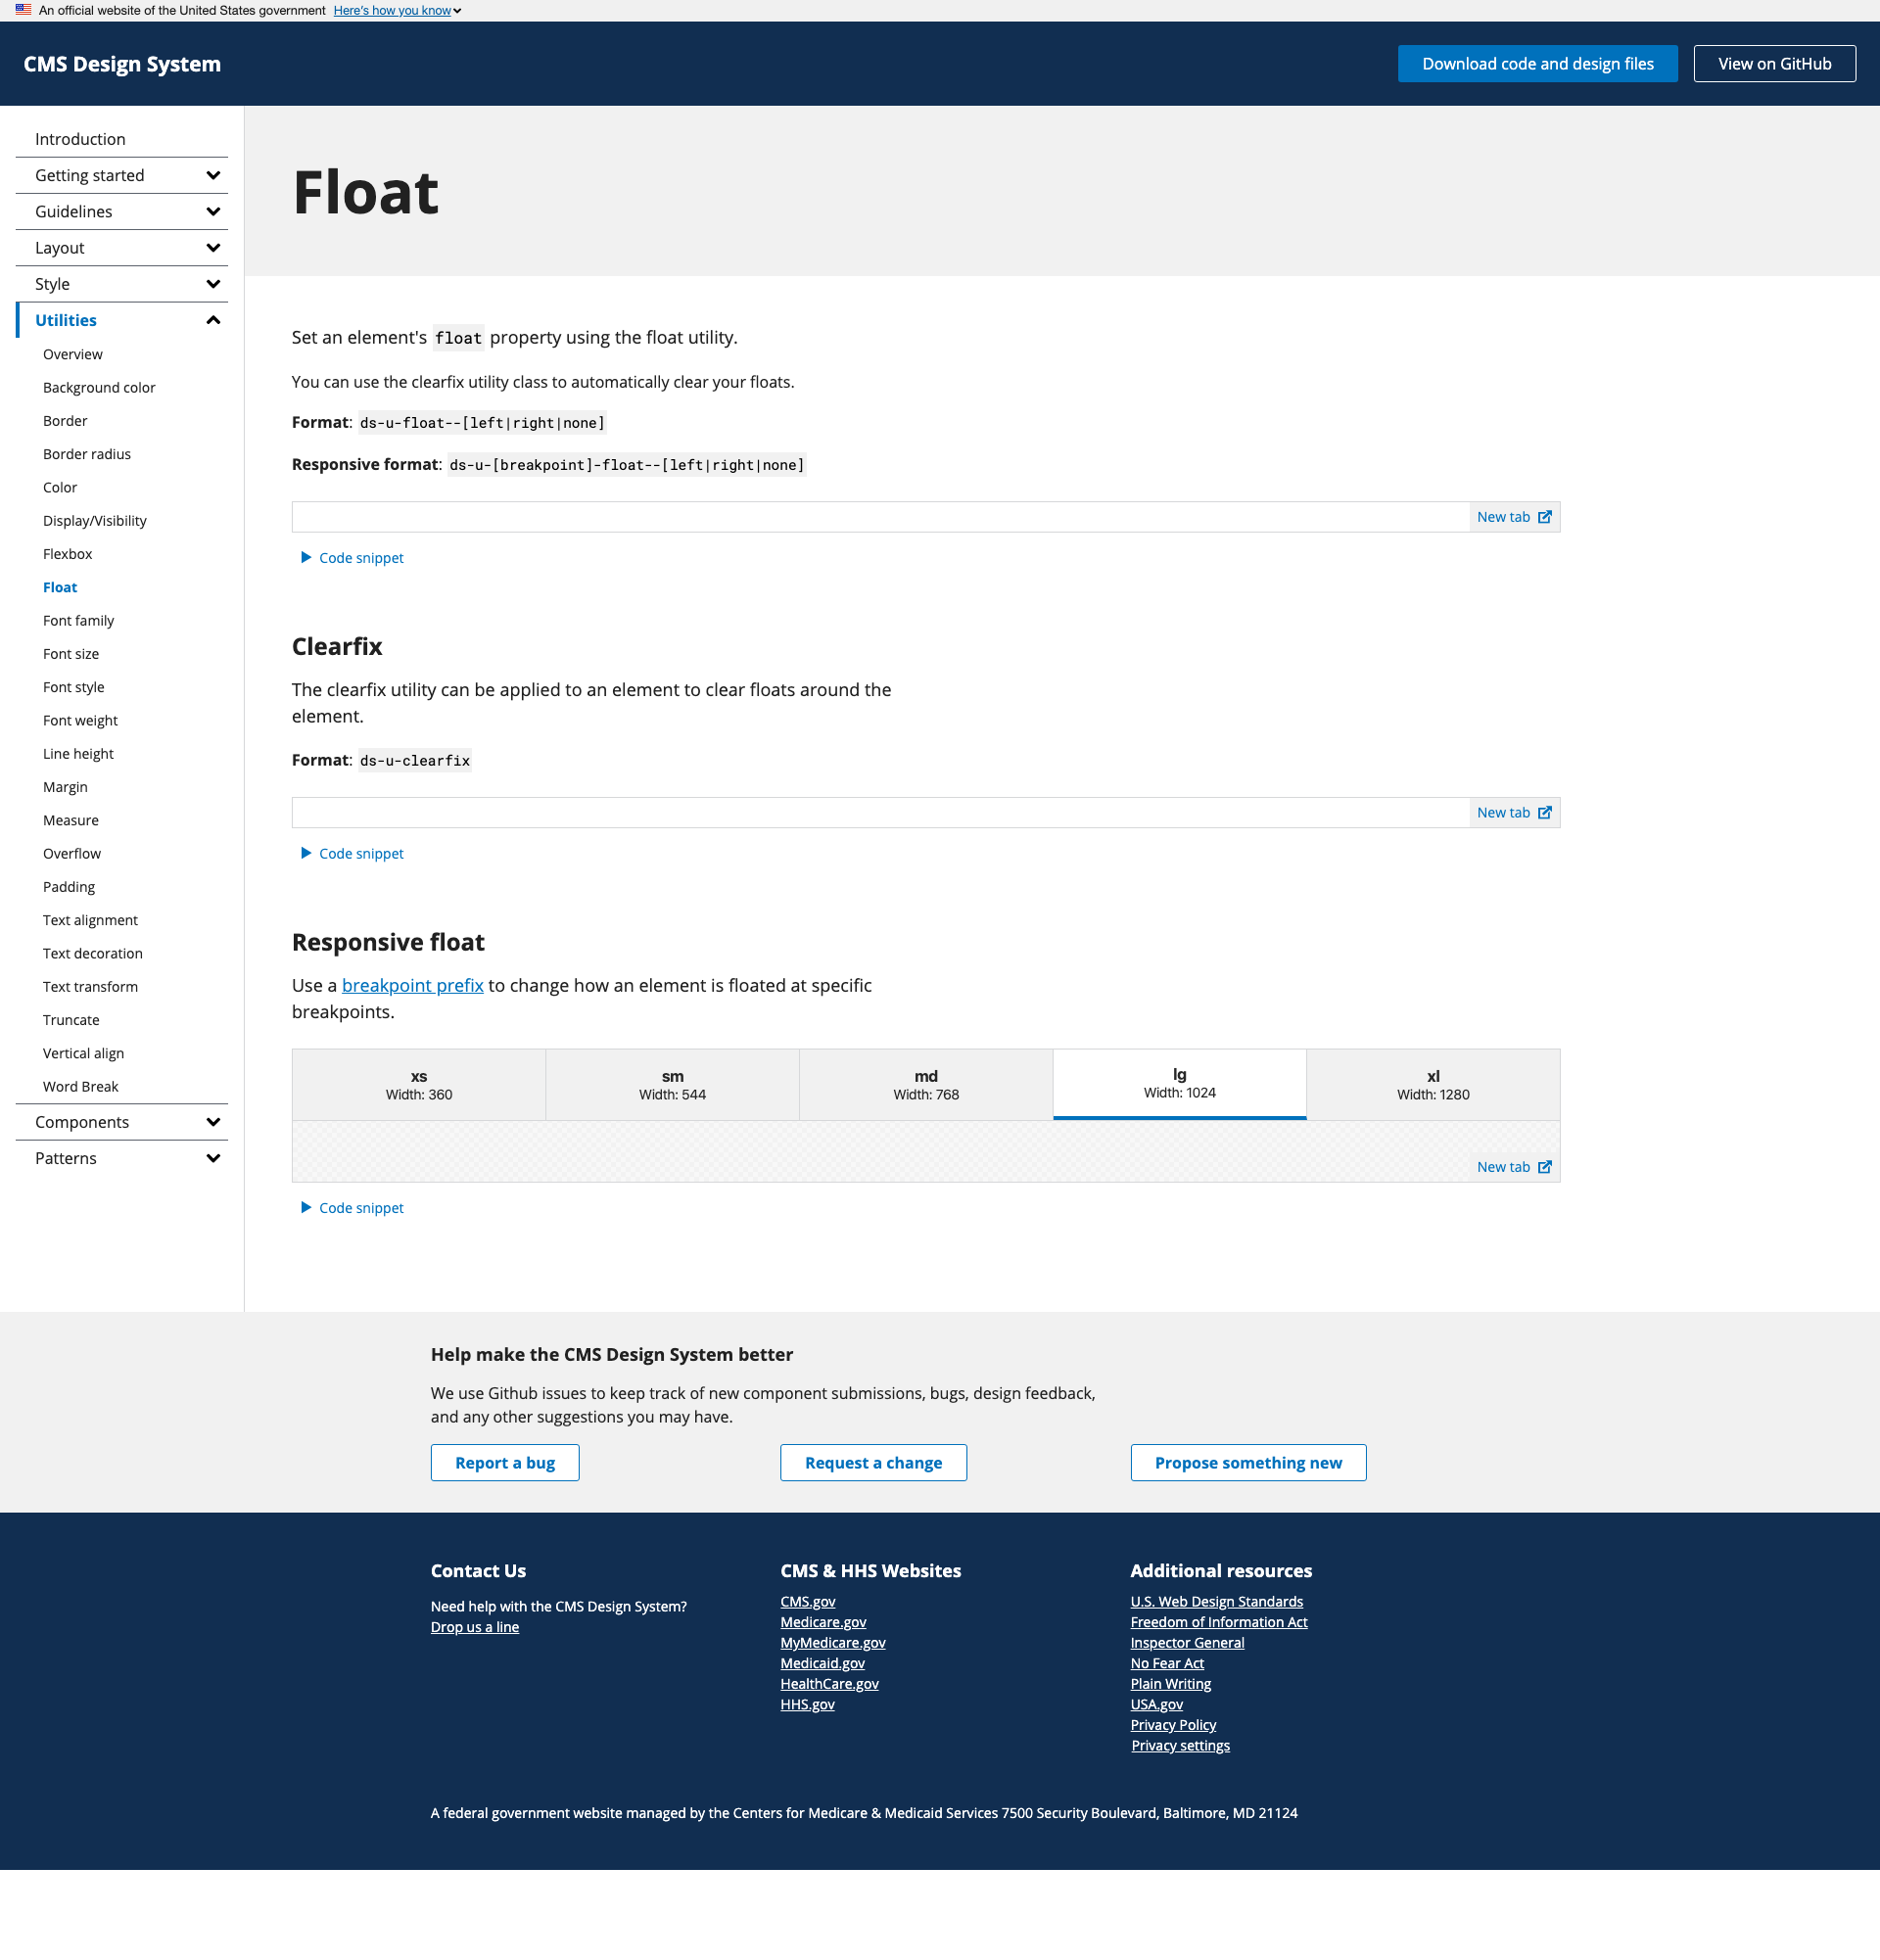 An official website of the United States government Here's how you know
CMS Design System
Download code and design files
View on GitHub
Introduction
Getting started
Guidelines
Layout
Style
Utilities
Overview
Background color
Border
Border radius
Color
Display/Visibility
Flexbox
Float
Font family
Font size
Font style
Font weight
Line height
Margin
Measure
Overflow
Padding
Text alignment
Text decoration
Text transform
Truncate
Vertical align
Word Break
Components
Patterns
Float
Set an element's float property using the float utility.
You can use the clearfix utility class to automatically clear your floats.
Format: ds-u-float--[left|right|none]
Responsive format: ds-u-[breakpoint]-float--[left|right|none]
New tab
Code snippet
Clearfix
The clearfix utility can be applied to an element to clear floats around the
element.
Format: ds-u-clearfix
New tab
Code snippet
Responsive float
Use a breakpoint prefix to change how an element is floated at specific
breakpoints.
xs
Width: 360
sm
Width: 544
md
Width: 768
lg
Width: 1024
xl
Width: 1280
New tab
Code snippet
Help make the CMS Design System better
We use Github issues to keep track of new component submissions, bugs, design feedback,
and any other suggestions you may have.
Report a bug
Request a change
Propose something new
Contact Us
Need help with the CMS Design System?
Drop us a line
CMS & HHS Websites
CMS.gov
Medicare.gov
MyMedicare.gov
Medicaid.gov
HealthCare.gov
HHS.gov
Additional resources
U.S. Web Design Standards
Freedom of Information Act
Inspector General
No Fear Act
Plain Writing
USA.gov
Privacy Policy
Privacy settings
A federal government website managed by the Centers for Medicare & Medicaid Services 7500 Security Boulevard, Baltimore, MD 21124